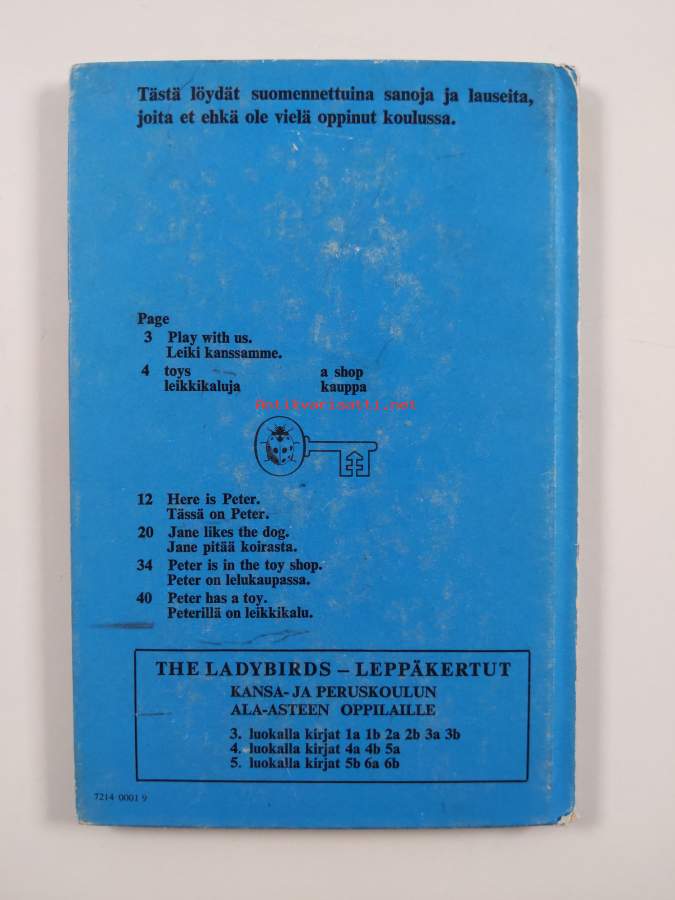 Tästä löydät suomennettuina sanoja ja lauseita,
joita et ehkä ole vielä oppinut koulussa.
Page
3 Play with us.
Leiki kanssamme.
4 toys a shop
leikkikaluja kauppa
Antikvariaatti.net
12 Here is Peter.
Tässä on Peter.
20 Jane likes the dog.
Jane pitää koirasta.
34 Peter is in the toy shop.
Peter on lelukaupassa.
40 Peter has a toy.
Peterillä on leikkikalu.
THE LADYBIRDS – LEPPÄKERTUT
KANSA- JA PERUSKOULUN
ALA-ASTEEN OPPILAILLE
3. luokalla kirjat 1a 1b 2a 2b 3a 3b
4. luokalla kirjat 4a 4b 5a
5. luokalla kirjat 5b 6a 6b
7214 0001 9